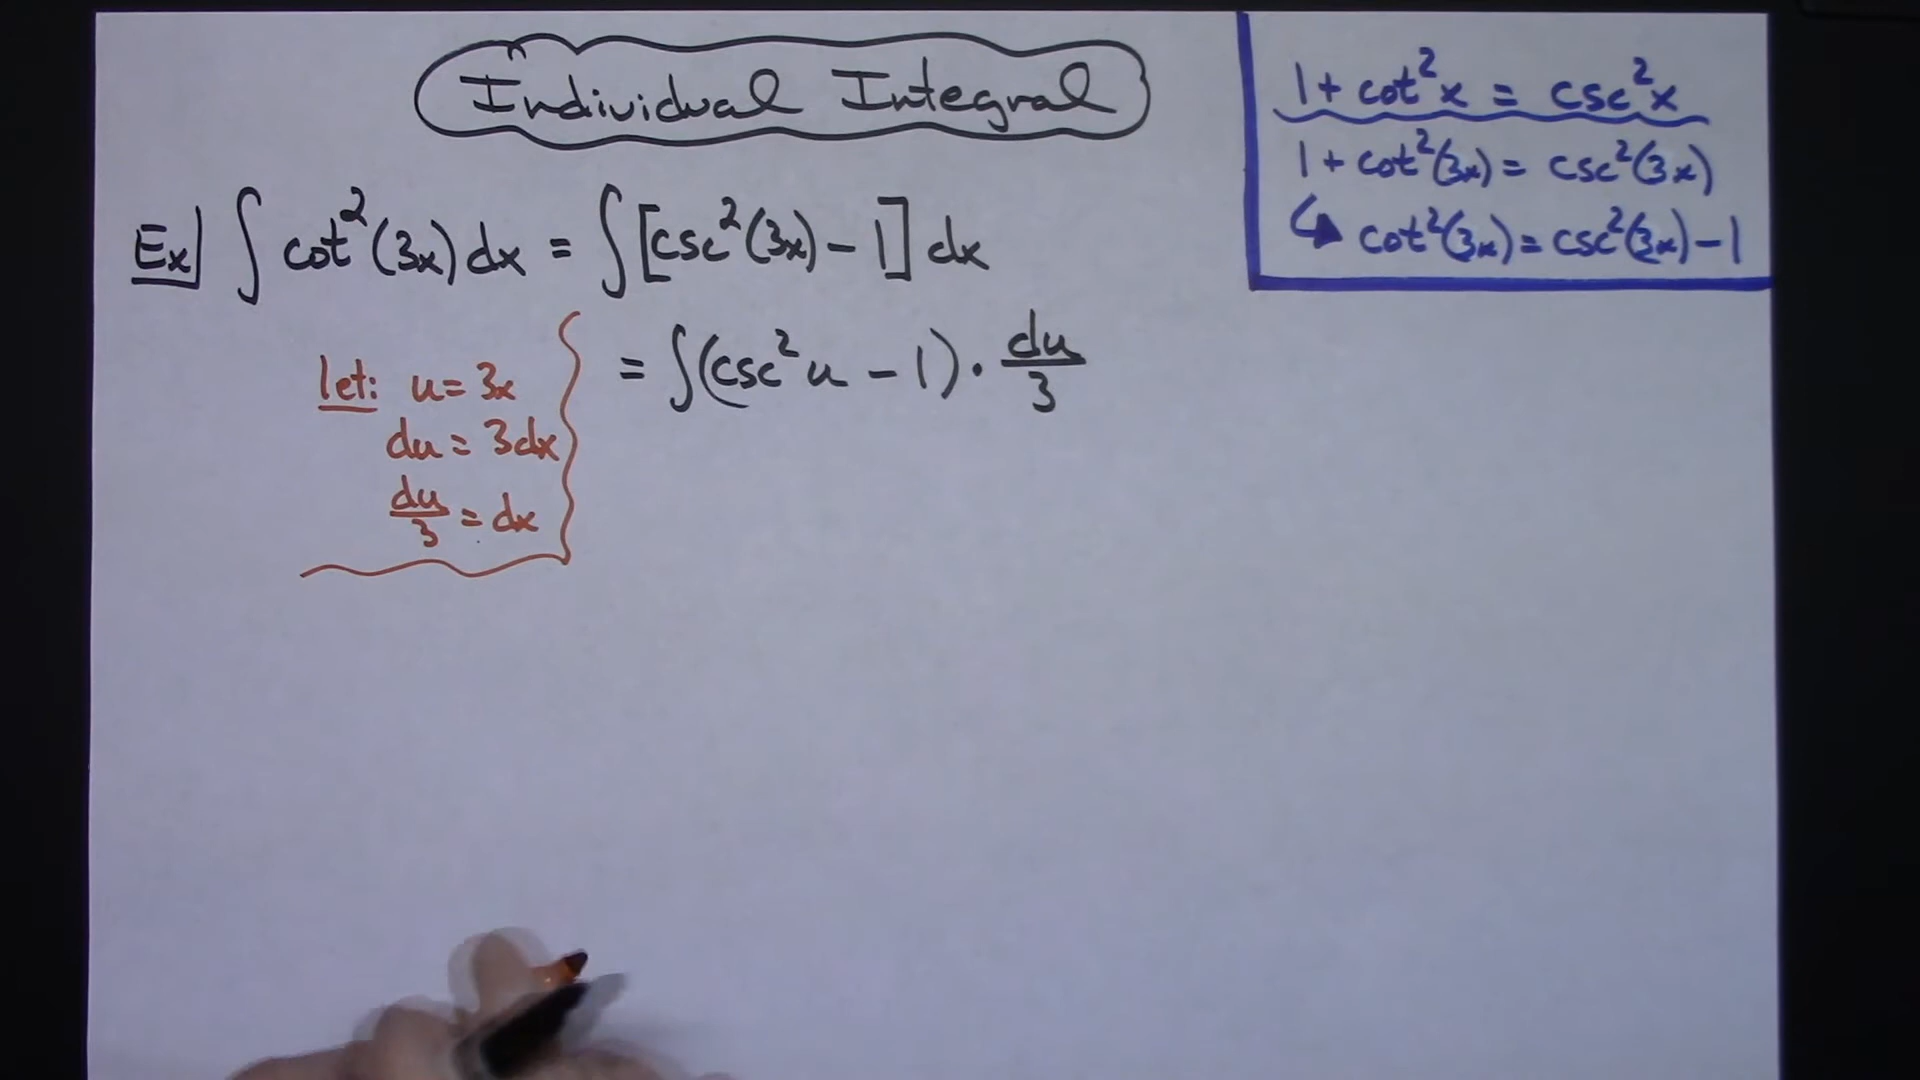 Individual Integral
1 + cot²x = csc²x
1 + cot²(3x) = csc²(3x)
↳ cot²(3x) = csc²(3x) - 1
Ex] ∫ cot²(3x) dx = ∫ [csc²(3x) - 1] dx
= ∫ (csc²u - 1) · du/3
let: u = 3x
du = 3dx
du/3 = dx